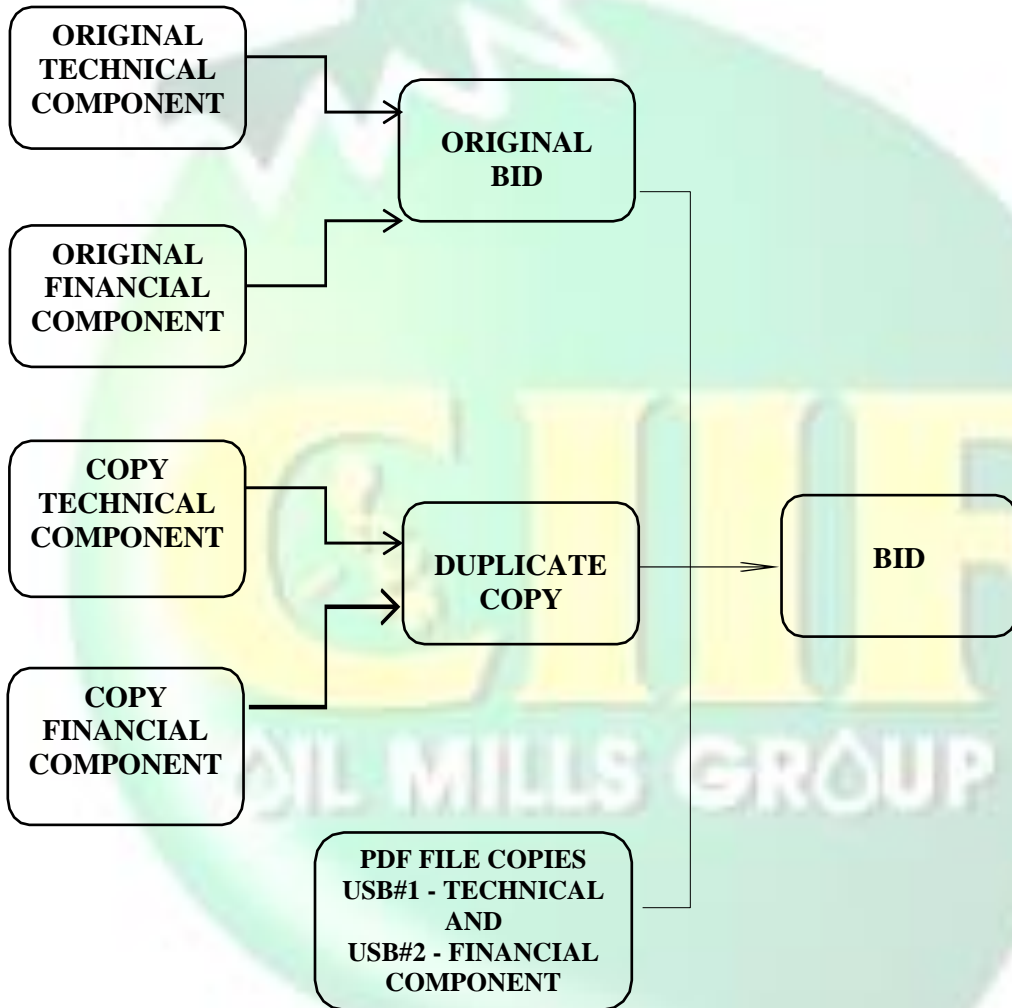 ORIGINAL
TECHNICAL
COMPONENT
ORIGINAL
BID
ORIGINAL
FINANCIAL
COMPONENT
COPY
TECHNICAL
COMPONENT
DUPLICATE
COPY
BID
COPY
FINANCIAL
COMPONENT
CIIF
OIL MILLS GROUP
PDF FILE COPIES
USB#1 - TECHNICAL
AND
USB#2 - FINANCIAL
COMPONENT